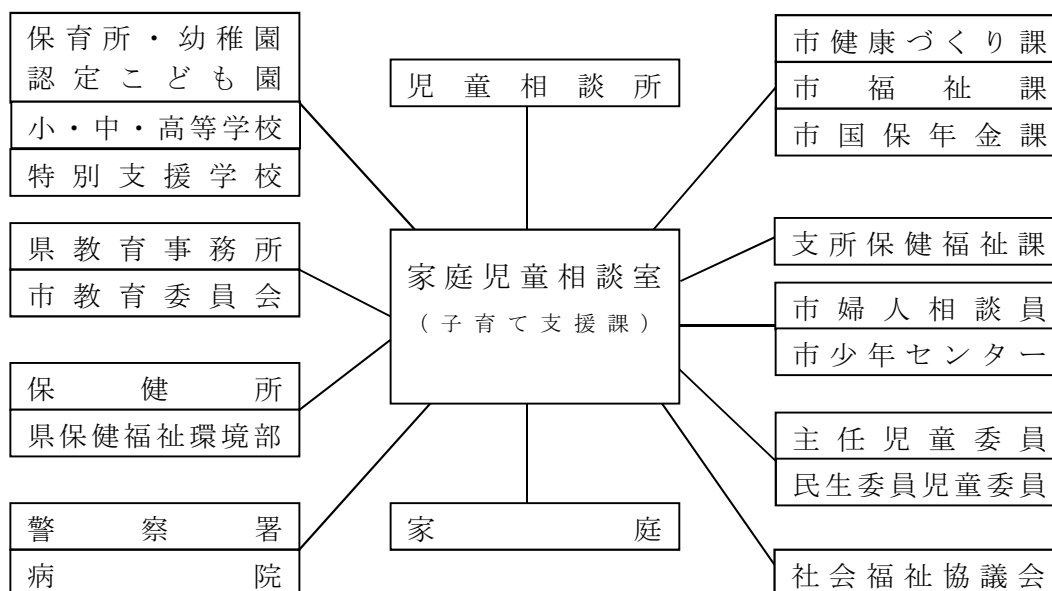 保育所・幼稚園
認定こども園
小・中・高等学校
特別支援学校
県教育事務所
市教育委員会
保健所
県保健福祉環境部
警察署
病院
児童相談所
家庭児童相談室
(子育て支援課)
家庭
市健康づくり課
市福祉課
市国保年金課
支所保健福祉課
市婦人相談員
市少年センター
主任児童委員
民生委員児童委員
社会福祉協議会